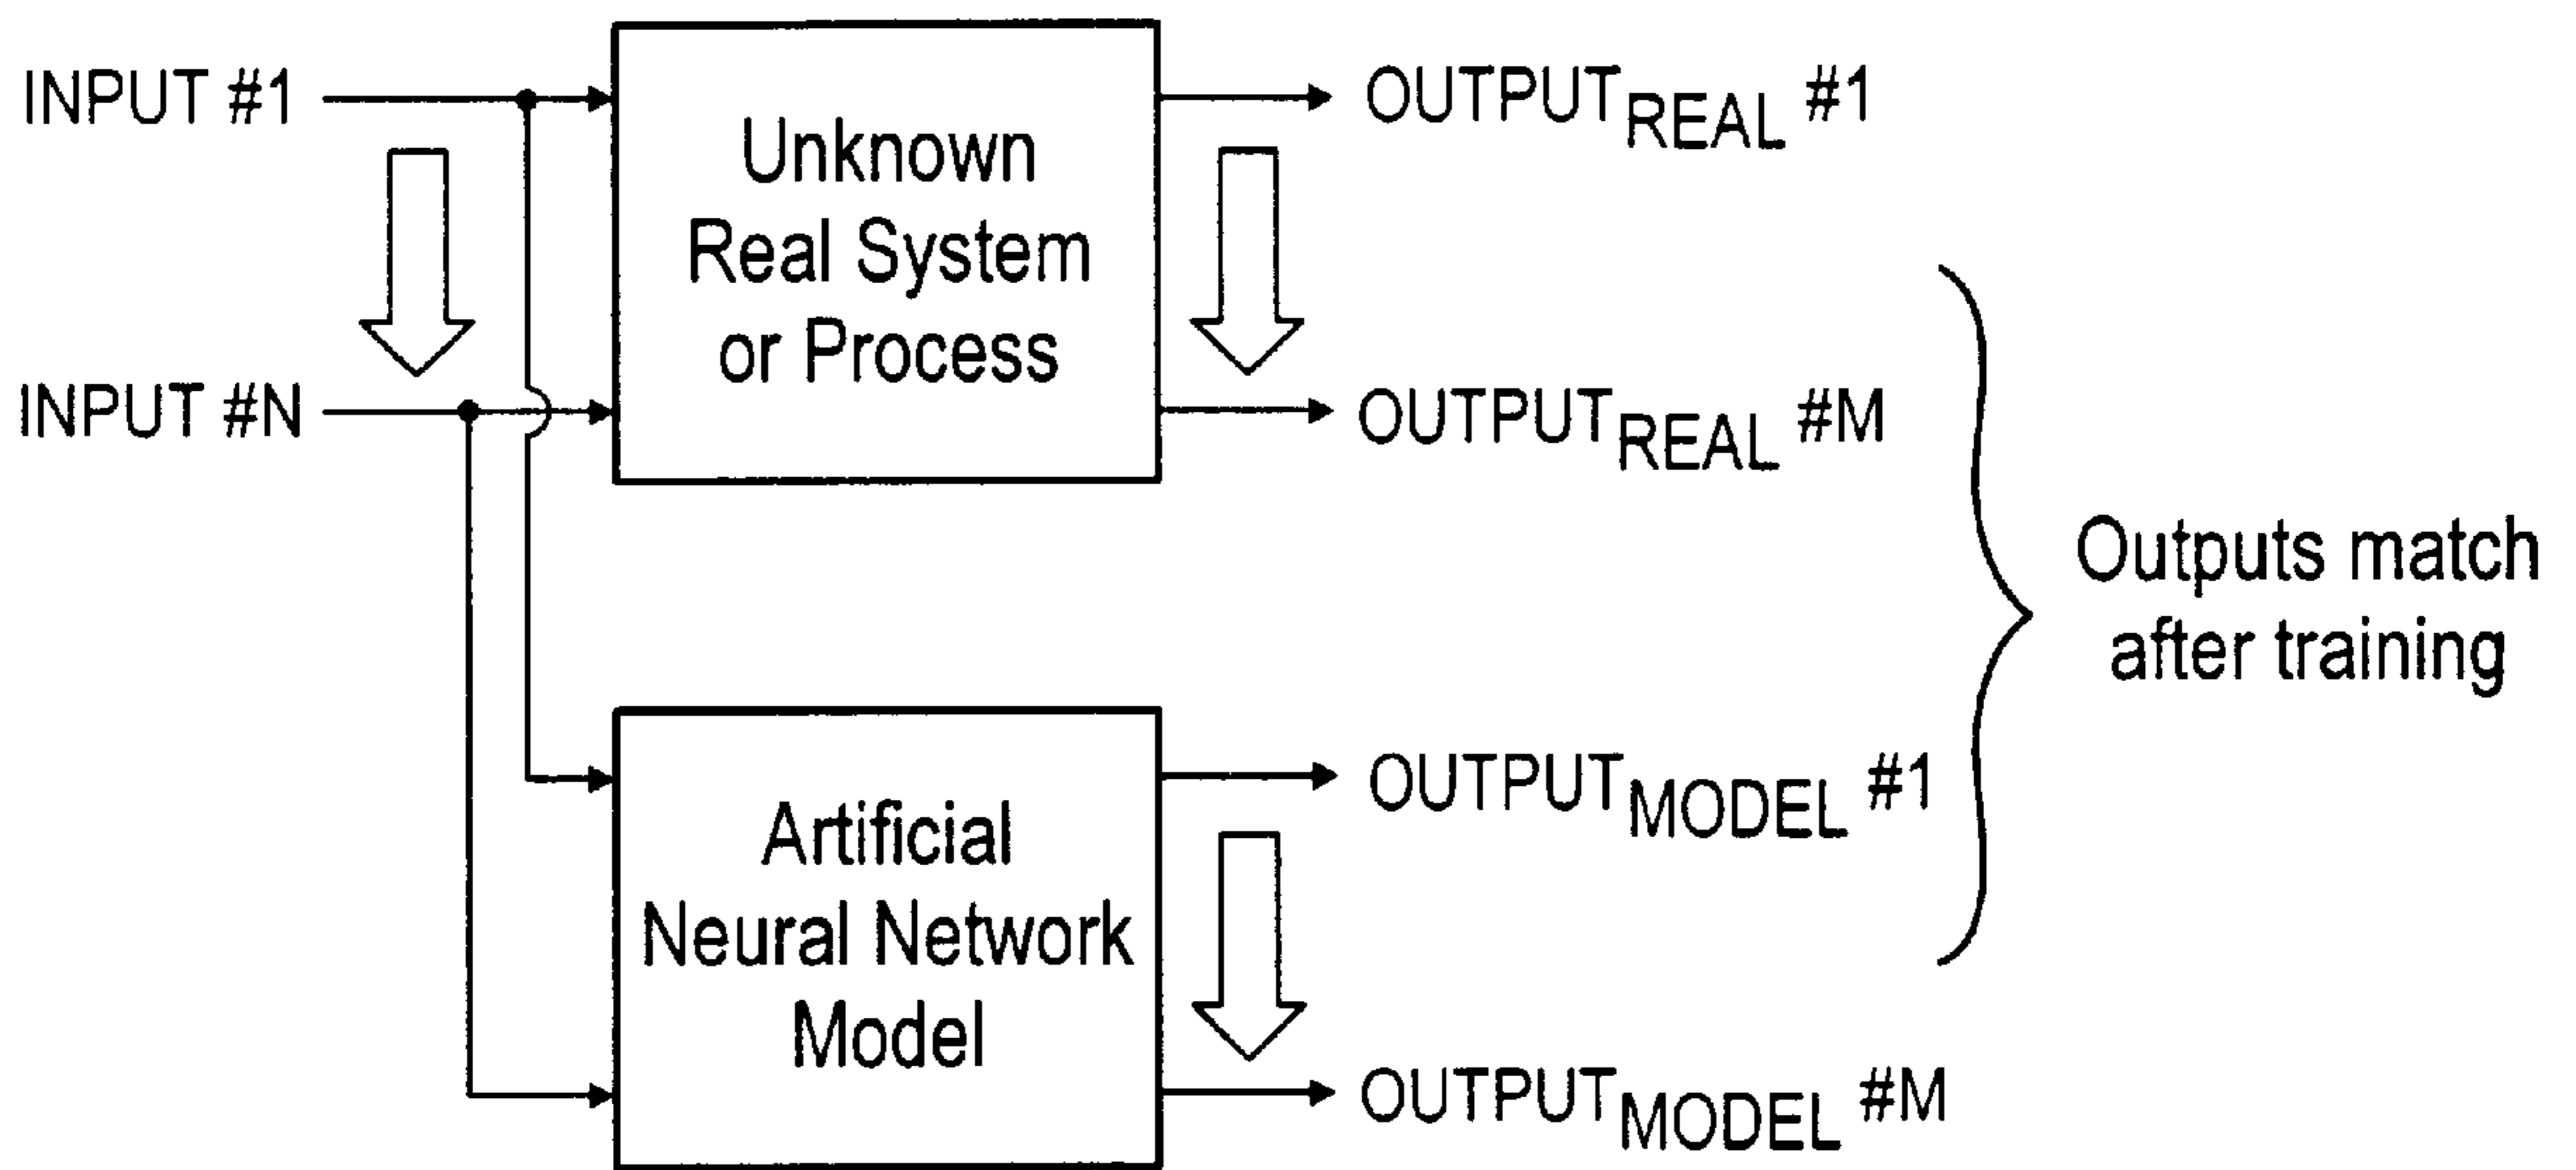 INPUT #1
INPUT #N
Unknown
Real System
or Process
OUTPUTREAL #1
OUTPUTREAL #M
Artificial
Neural Network
Model
OUTPUTMODEL #1
OUTPUTMODEL #M
Outputs match
after training